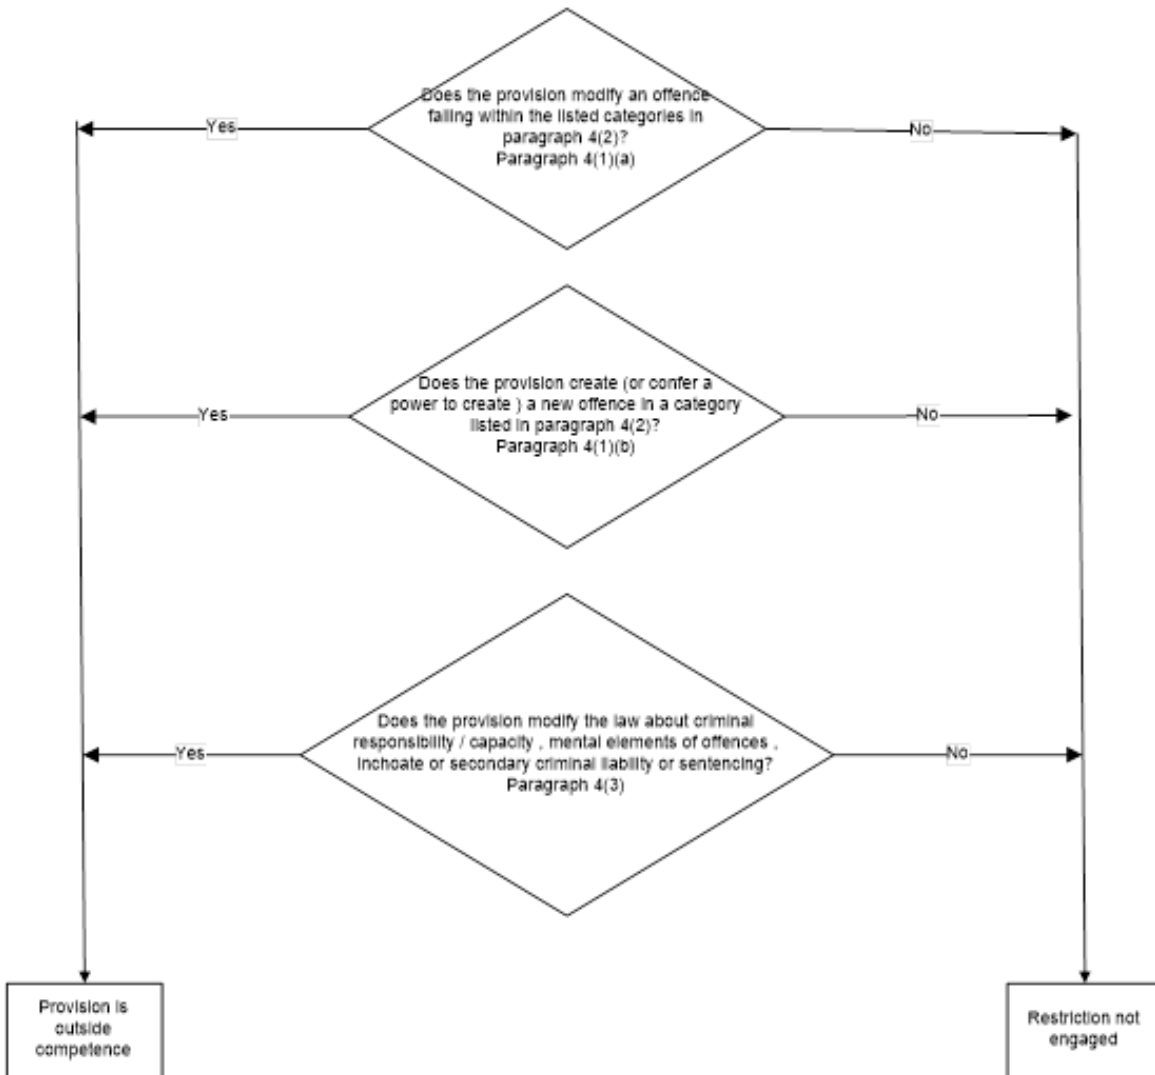 Does the provision modify an offence
falling within the listed categories in
paragraph 4(2)?
Paragraph 4(1)(a)
Yes
No
Does the provision create (or confer a
power to create ) a new offence in a category
listed in paragraph 4(2)?
Paragraph 4(1)(b)
Yes
No
Does the provision modify the law about criminal
responsibility / capacity , mental elements of offences ,
inchoate or secondary criminal liability or sentencing?
Paragraph 4(3)
Yes
No
Provision is
outside
competence
Restriction not
engaged